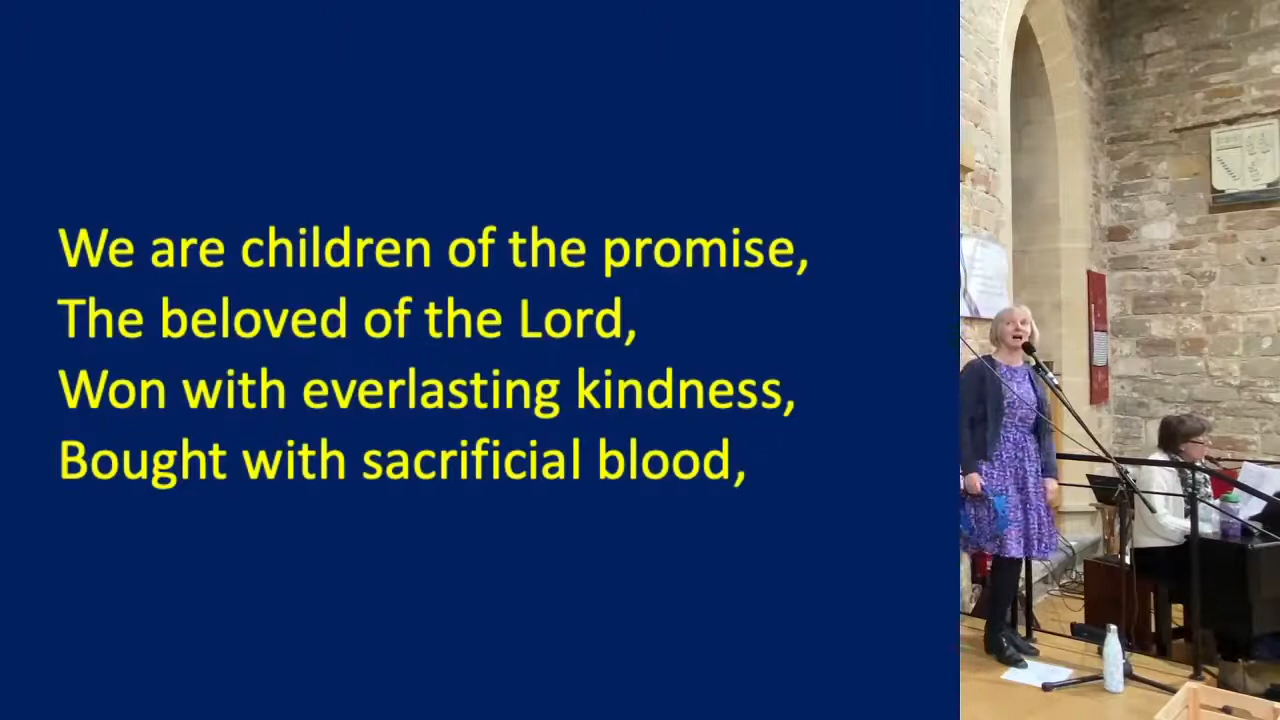 We are children of the promise,
The beloved of the Lord,
Won with everlasting kindness,
Bought with sacrificial blood,